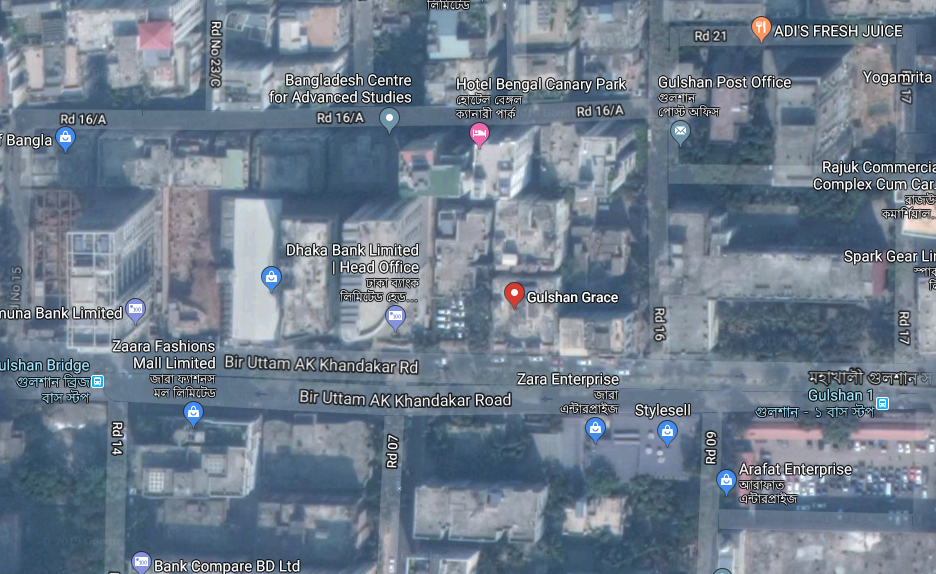 লিমিটেড
Rd No 23/C
Rd 21
ADI'S FRESH JUICE
Bangladesh Centre
for Advanced Studies
Hotel Bengal Canary Park
হোটেল বেঙ্গল
ক্যানারী পার্ক
Gulshan Post Office
গুলশান
পোস্ট অফিস
Yogamrita
17
Rd 16/A
Rd 16/A
Rd 16/A
f Bangla
Rajuk Commercia
Complex Cum Car
রাজউ
কমার্শিয়াল...
Dhaka Bank Limited
| Head Office
ঢাকা ব্যাংক
লিমিটেড হেড...
Spark Gear Lin
স্পার
লি
No 15
Gulshan Grace
muna Bank Limited
Rd 16
Rd 17
Zaara Fashions
Mall Limited
জারা ফ্যাশনস
মল লিমিটেড
Bir Uttam AK Khandakar Rd
ulshan Bridge
গুলশান ব্রিজ
বাস স্টপ
Zara Enterprise
জারা
এন্টারপ্রাইজ
মহাখালী গুলশান স
Gulshan 1
গুলশান - ১ বাস স্টপ
Bir Uttam AK Khandakar Road
Stylesell
Rd 14
Rd 07
Rd 09
Arafat Enterprise
আরাফাত
এন্টারপ্রাইজ
Bank Compare BD Ltd